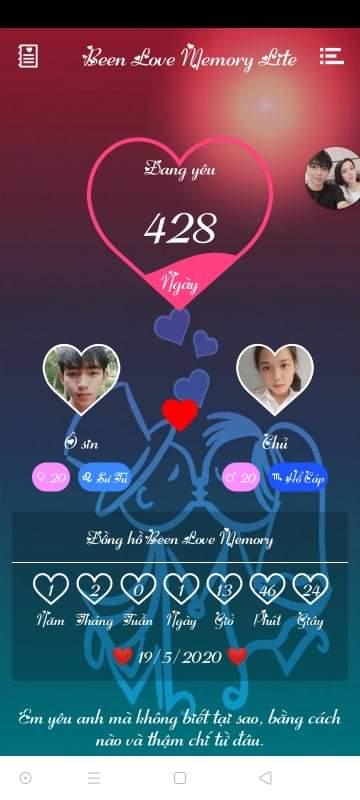 Been Love Memory Lite
Đang yêu
428
Ngày
Ô sin
Chủ
♀ 20
♌ Sư Tử
♂ 20
♏ Hổ Cáp
Đồng hồ Been Love Memory
1 2 0 1 13 46 24
Năm Tháng Tuần Ngày Giờ Phút Giây
19/5/2020
Em yêu anh mà không biết tại sao, bằng cách
nào và thậm chí từ đâu.